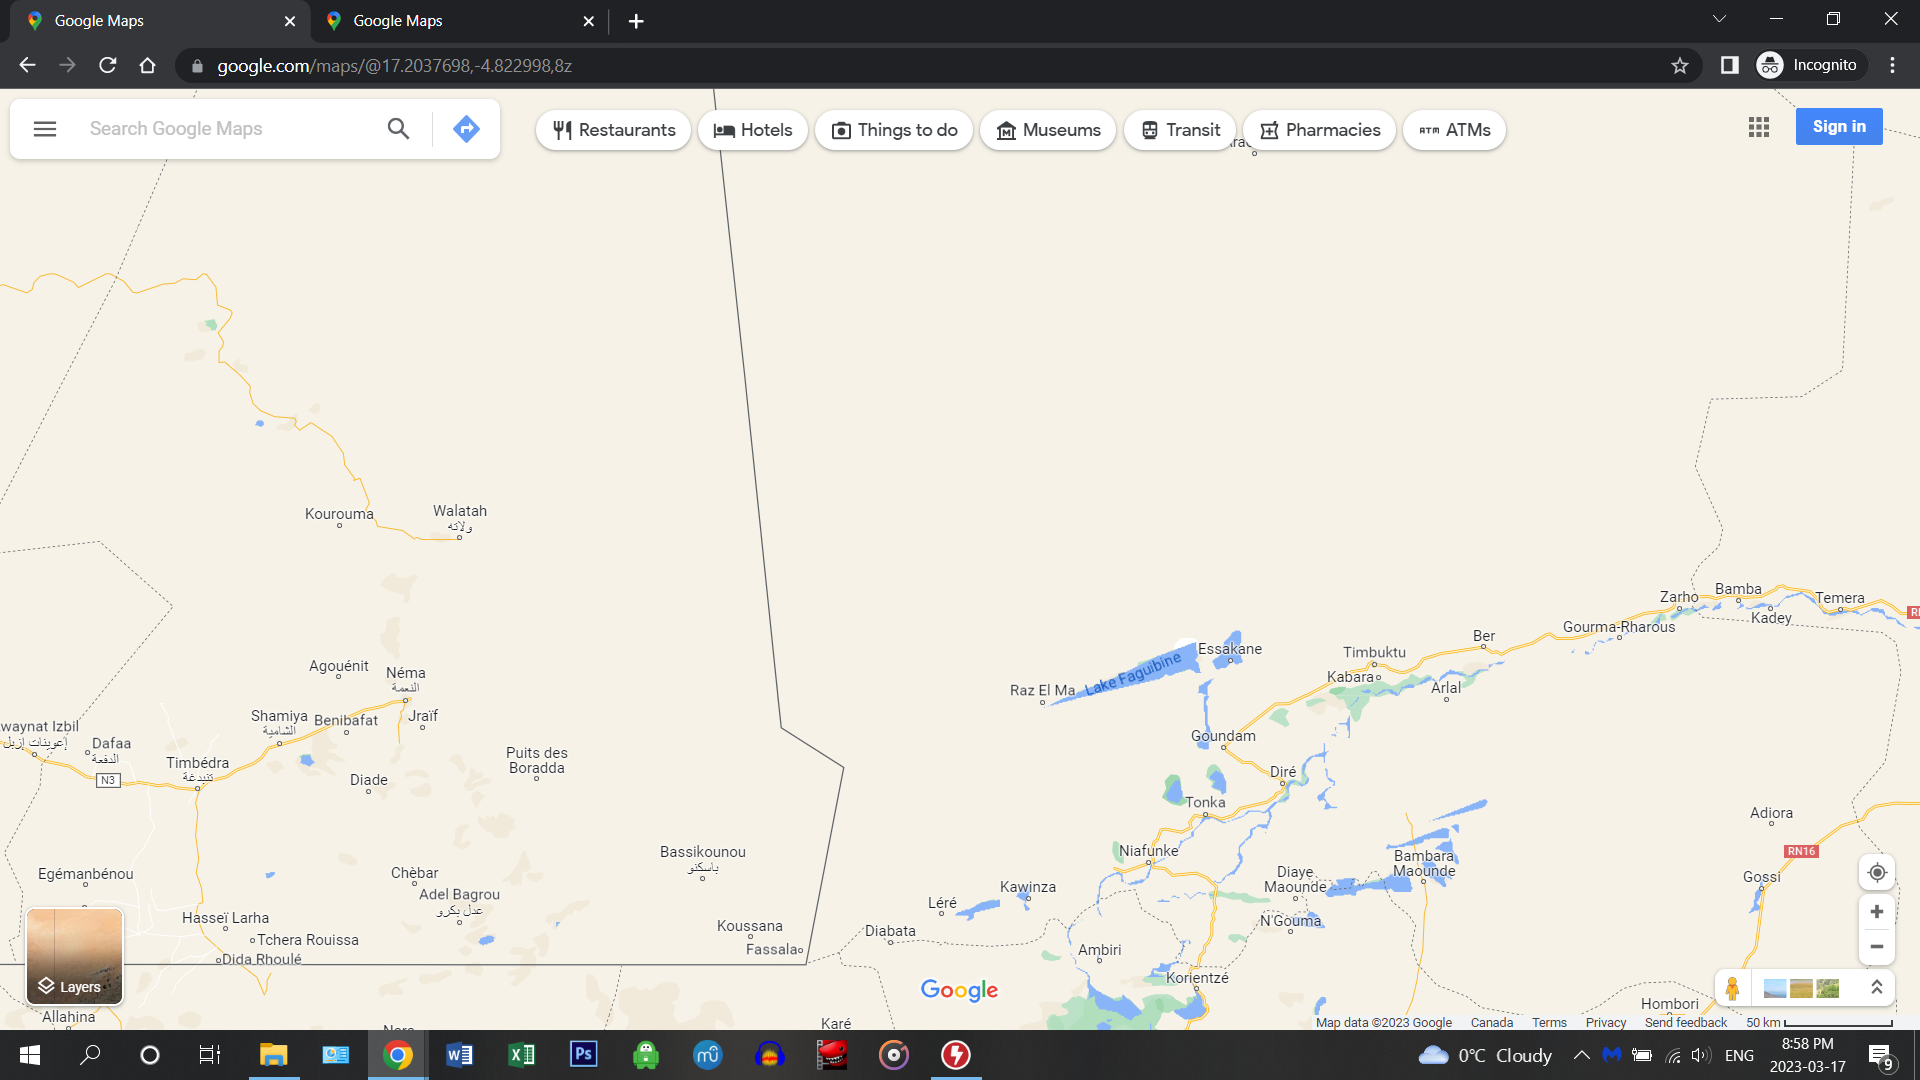 Google Maps
Google Maps
google.com/maps/@17.2037698,-4.822998,8z
Incognito
Search Google Maps
Restaurants
Hotels
Things to do
Museums
Transit
Pharmacies
ATM ATMs
Sign in
Kourouma
Walatah
ولاته
Zarho
Bamba
Temera
Kadey
Gourma-Rharous
Ber
Timbuktu
Essakane
Lake Faguibine
Raz El Ma
Kabara
Arlal
Agouénit
Néma
النعمة
Shamiya
الشامية
Benibafat
Jraïf
waynat Izbil
إعوينات إزبل
Dafaa
الدفعة
Goundam
Timbédra
تنبدغة
N3
Puits des
Boradda
Diade
Diré
Tonka
Adiora
Niafunke
RN16
Bassikounou
باسكنو
Bambara
Maounde
Diaye
Maounde
Gossi
Egémanbénou
Chèbar
Adel Bagrou
عدل بكرو
Kawinza
Léré
Hasseï Larha
Koussana
N'Gouma
Diabata
Tchera Rouissa
Fassala
Ambiri
Dida Rhoulé
Korientzé
Layers
Google
Hombori
Allahina
Karé
Map data ©2023 Google
Canada
Terms
Privacy
Send feedback
50 km
W
X
Ps
0°C Cloudy
ENG
8:58 PM
2023-03-17
9